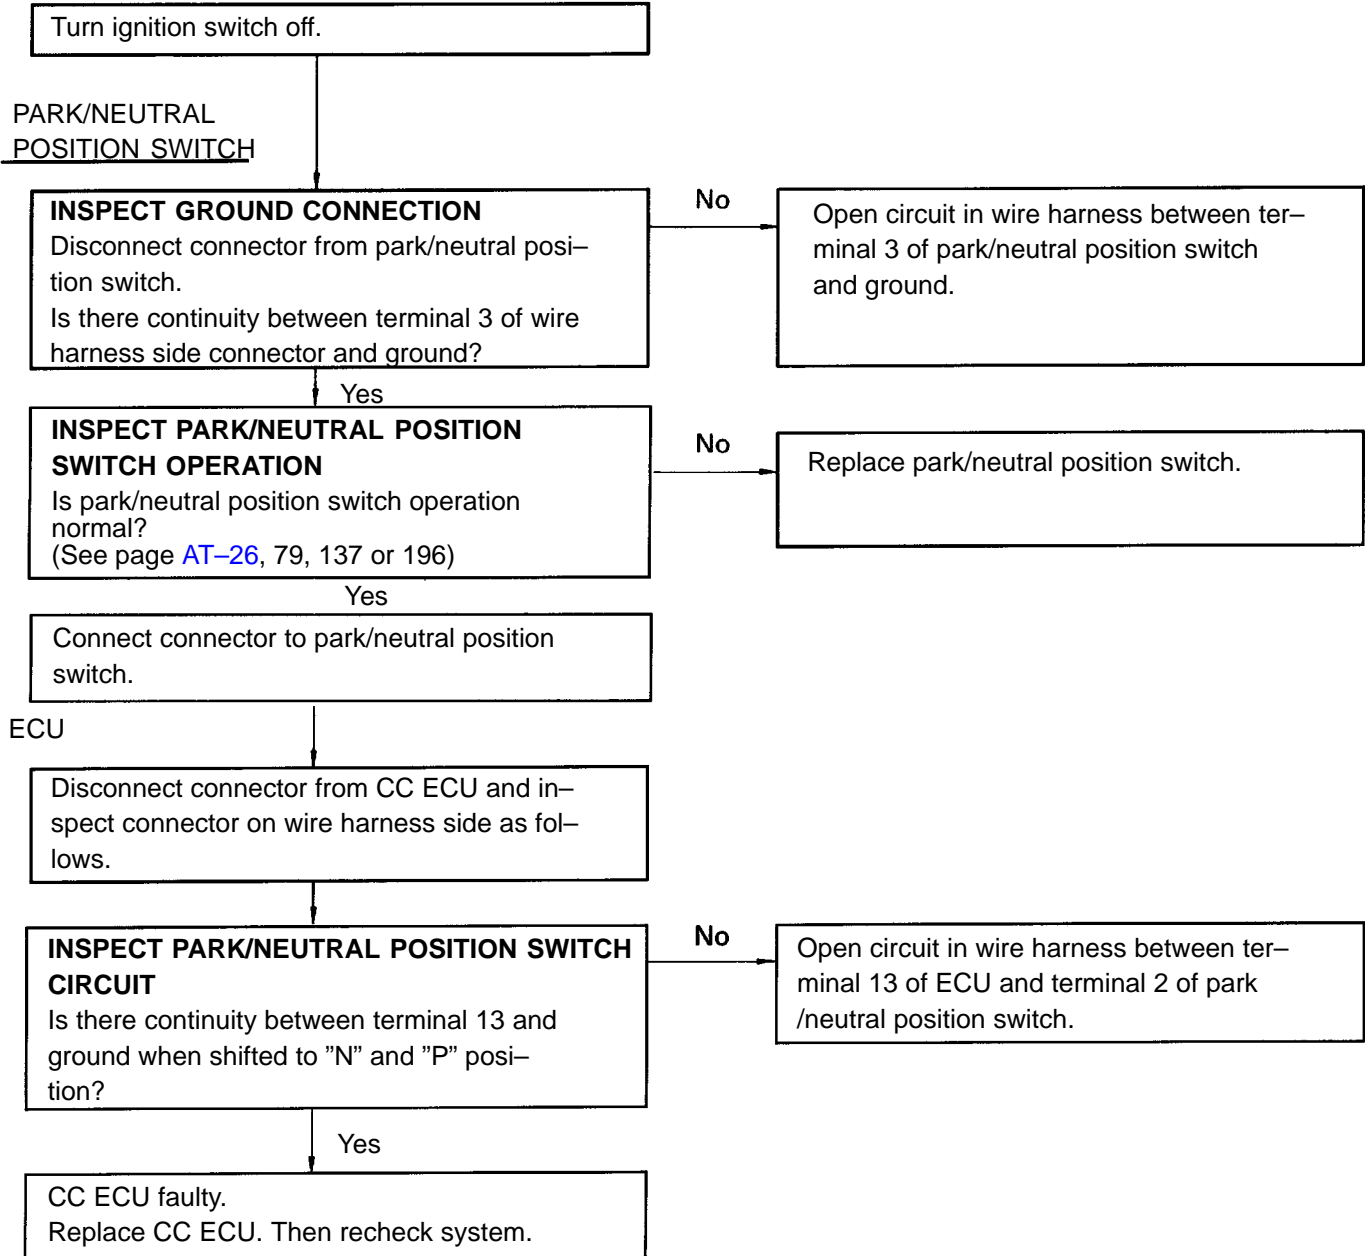 Turn ignition switch off.
PARK/NEUTRAL
POSITION SWITCH
INSPECT GROUND CONNECTION
Disconnect connector from park/neutral posi–
tion switch.
Is there continuity between terminal 3 of wire
harness side connector and ground?
No
Open circuit in wire harness between ter–
minal 3 of park/neutral position switch
and ground.
Yes
INSPECT PARK/NEUTRAL POSITION
SWITCH OPERATION
Is park/neutral position switch operation
normal?
(See page AT–26, 79, 137 or 196)
No
Replace park/neutral position switch.
Yes
Connect connector to park/neutral position
switch.
ECU
Disconnect connector from CC ECU and in–
spect connector on wire harness side as fol–
lows.
INSPECT PARK/NEUTRAL POSITION SWITCH
CIRCUIT
Is there continuity between terminal 13 and
ground when shifted to ”N” and ”P” posi–
tion?
No
Open circuit in wire harness between ter–
minal 13 of ECU and terminal 2 of park
/neutral position switch.
Yes
CC ECU faulty.
Replace CC ECU. Then recheck system.